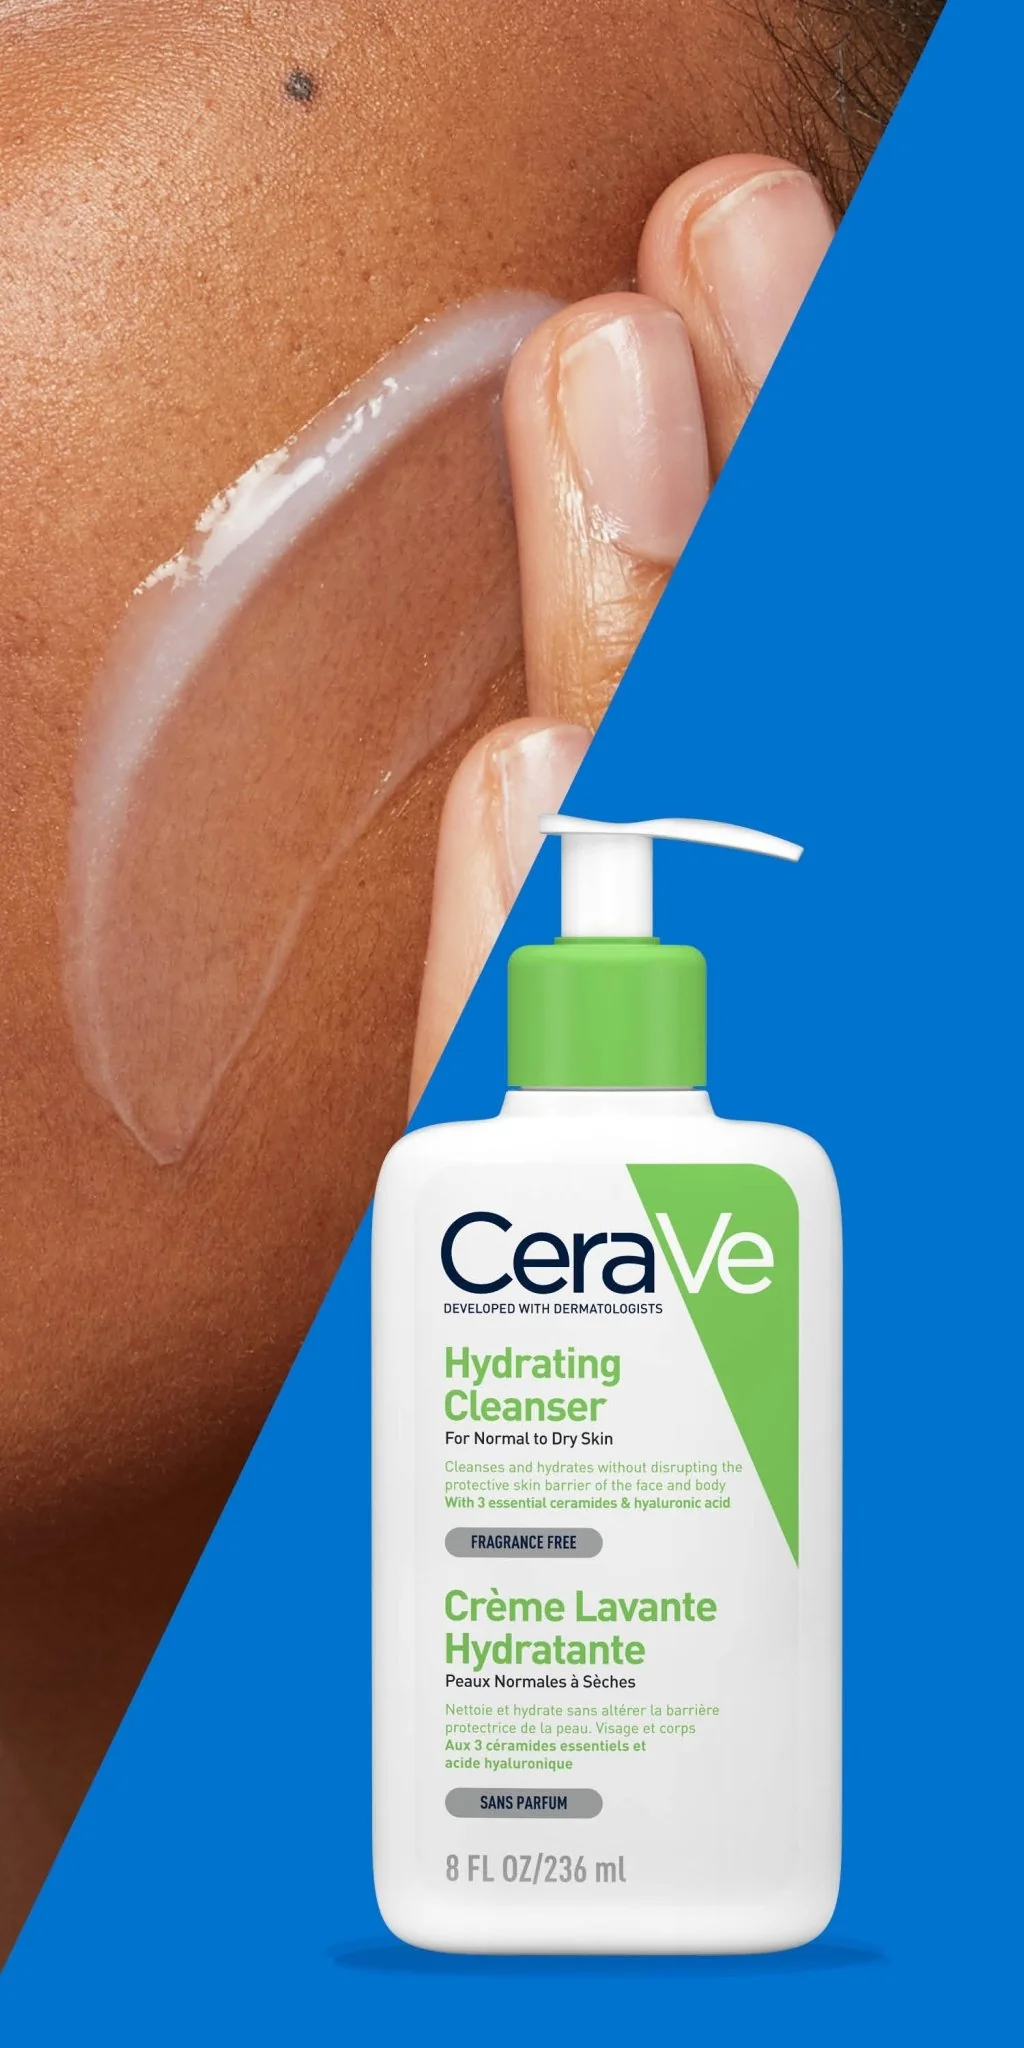 CeraVe
DEVELOPED WITH DERMATOLOGISTS
Hydrating
Cleanser
For Normal to Dry Skin
Cleanses and hydrates without disrupting the
protective skin barrier of the face and body
With 3 essential ceramides & hyaluronic acid
FRAGRANCE FREE
Crème Lavante
Hydratante
Peaux Normales à Sèches
Nettoie et hydrate sans altérer la barrière
protectrice de la peau. Visage et corps
Aux 3 céramides essentiels et
acide hyaluronique
SANS PARFUM
8 FL OZ/236 ml